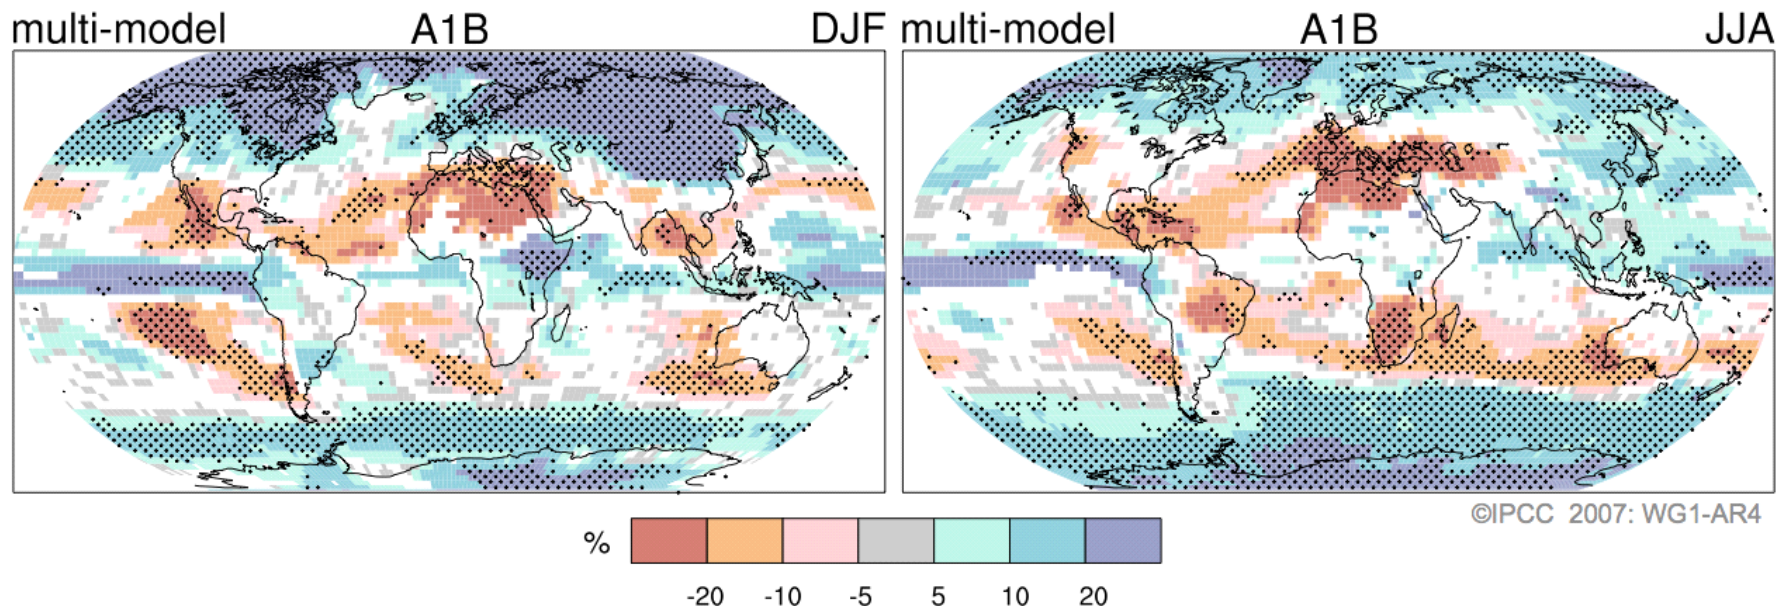 multi-model A1B DJF
multi-model A1B JJA
©IPCC 2007: WG1-AR4
%
-20 -10 -5 5 10 20